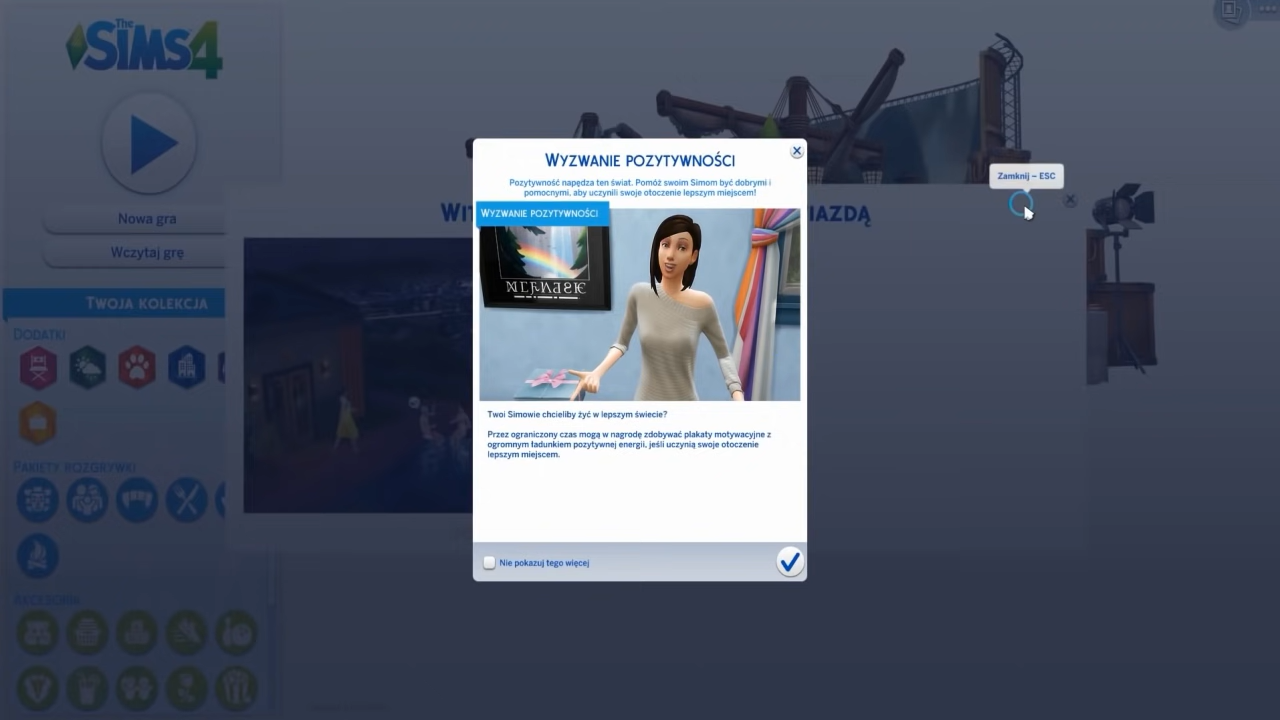 The
SIMS 4
Nowa gra
Wczytaj grę
TWOJA KOLEKCJA
DODATKI
PAKIETY ROZGRYWKI
AKCESORIA
WIT
IAZDĄ
Zamknij – ESC
WYZWANIE POZYTYWNOŚCI
Pozytywność napędza ten świat. Pomóż swoim Simom być dobrymi i
pomocnymi, aby uczynili swoje otoczenie lepszym miejscem!
WYZWANIE POZYTYWNOŚCI
Twoi Simowie chcieliby żyć w lepszym świecie?
Przez ograniczony czas mogą w nagrodę zdobywać plakaty motywacyjne z
ogromnym ładunkiem pozytywnej energii, jeśli uczynią swoje otoczenie
lepszym miejscem.
Nie pokazuj tego więcej